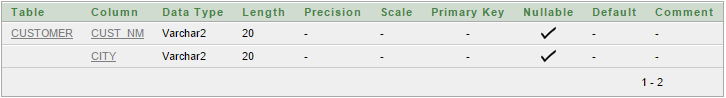 Table Column Data Type Length Precision Scale Primary Key Nullable Default Comment
CUSTOMER CUST_NM Varchar2 20 - - - - -
CITY Varchar2 20 - - - - -
1 - 2